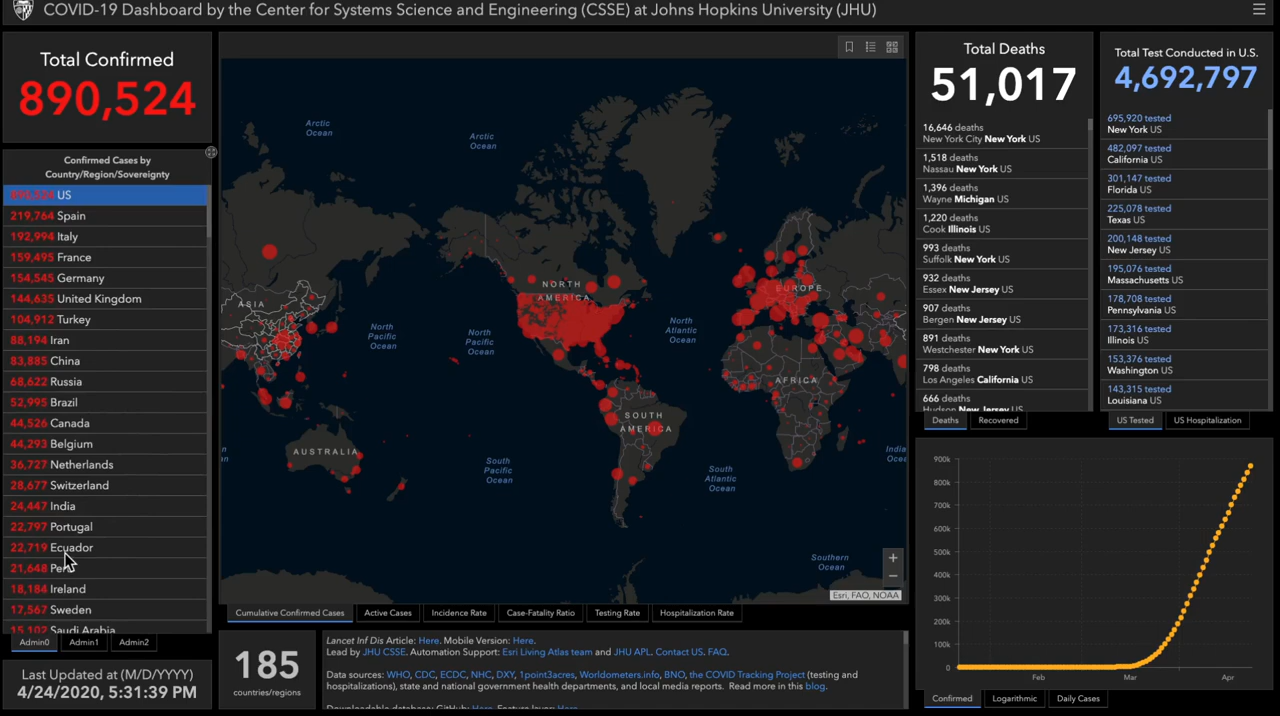 COVID-19 Dashboard by the Center for Systems Science and Engineering (CSSE) at Johns Hopkins University (JHU)
Total Confirmed
890,524
Confirmed Cases by
Country/Region/Sovereignty
US
219,764 Spain
192,994 Italy
159,495 France
154,545 Germany
144,635 United Kingdom
104,912 Turkey
88,194 Iran
83,885 China
68,622 Russia
52,995 Brazil
44,526 Canada
44,293 Belgium
36,727 Netherlands
28,677 Switzerland
24,447 India
22,797 Portugal
22,719 Ecuador
21,648
18,184 Ireland
17,567 Sweden
15,102 Saudi Arabia
Admin0
Admin1
Admin2
Last Updated at (M/D/YYYY)
4/24/2020, 5:31:39 PM
Arctic
Ocean
Arctic
Ocean
NORTH
AMERICA
EUROPE
ASIA
North
Pacific
Ocean
North
Pacific
Ocean
North
Atlantic
Ocean
AFRICA
SOUTH
AMERICA
AUSTRALIA
South
Pacific
Ocean
South
Atlantic
Ocean
India
Ocea
Southern
Ocean
+
−
Esri, FAO, NOAA
Cumulative Confirmed Cases
Active Cases
Incidence Rate
Case-Fatality Ratio
Testing Rate
Hospitalization Rate
185
countries/regions
Lancet Inf Dis Article: Here. Mobile Version: Here.
Lead by JHU CSSE. Automation Support: Esri Living Atlas team and JHU APL. Contact US. FAQ.
Data sources: WHO, CDC, ECDC, NHC, DXY, 1point3acres, Worldometers.info, BNO, the COVID Tracking Project (testing and
hospitalizations), state and national government health departments, and local media reports. Read more in this blog.
Downloadable database: GitHub: Here. Feature layer: Here.
Total Deaths
51,017
16,646 deaths
New York City New York US
1,518 deaths
Nassau New York US
1,396 deaths
Wayne Michigan US
1,220 deaths
Cook Illinois US
993 deaths
Suffolk New York US
932 deaths
Essex New Jersey US
907 deaths
Bergen New Jersey US
891 deaths
Westchester New York US
798 deaths
Los Angeles California US
666 deaths
Hudson New Jersey US
Deaths
Recovered
Total Test Conducted in U.S.
4,692,797
695,920 tested
New York US
482,097 tested
California US
301,147 tested
Florida US
225,078 tested
Texas US
200,148 tested
New Jersey US
195,076 tested
Massachusetts US
178,708 tested
Pennsylvania US
173,316 tested
Illinois US
153,376 tested
Washington US
143,315 tested
Louisiana US
US Tested
US Hospitalization
900k
800k
700k
600k
500k
400k
300k
200k
100k
0
Feb
Mar
Apr
Confirmed
Logarithmic
Daily Cases